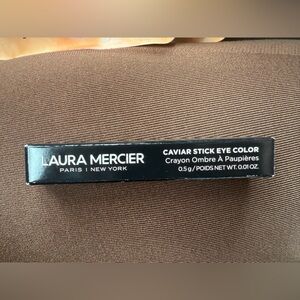 LAURA MERCIER
PARIS | NEW YORK
CAVIAR STICK EYE COLOR
Crayon Ombre À Paupières
0.5 g / POIDS NET WT. 0.01 OZ.